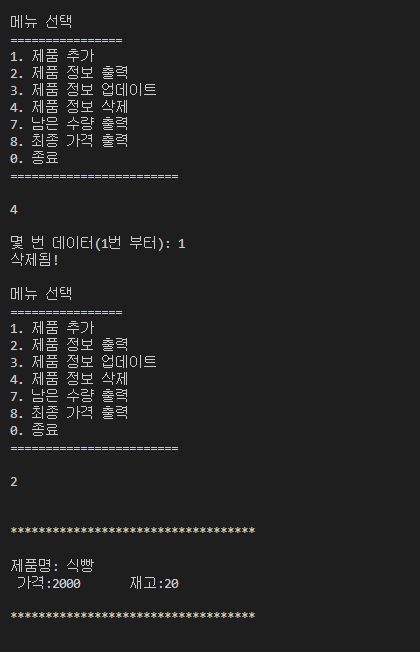 메뉴 선택
================
1. 제품 추가
2. 제품 정보 출력
3. 제품 정보 업데이트
4. 제품 정보 삭제
7. 남은 수량 출력
8. 최종 가격 출력
0. 종료
========================
4
몇 번 데이터(1번 부터): 1
삭제됨!
메뉴 선택
================
1. 제품 추가
2. 제품 정보 출력
3. 제품 정보 업데이트
4. 제품 정보 삭제
7. 남은 수량 출력
8. 최종 가격 출력
0. 종료
========================
2
***********************************
제품명: 식빵
가격:2000 재고:20
***********************************